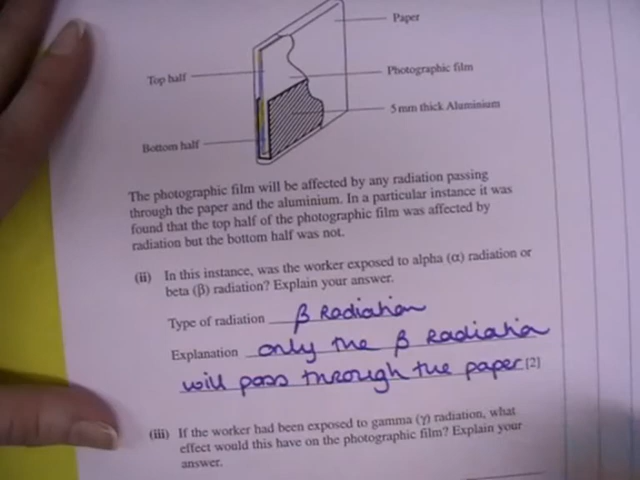 Paper
Top half
Photographic film
5 mm thick Aluminium
Bottom half
The photographic film will be affected by any radiation passing
through the paper and the aluminium. In a particular instance it was
found that the top half of the photographic film was affected by
radiation but the bottom half was not.
(ii) In this instance, was the worker exposed to alpha (α) radiation or
beta (β) radiation? Explain your answer.
Type of radiation β Radiation
Explanation only the β Radiation
will pass through the paper [2]
(iii) If the worker had been exposed to gamma (γ) radiation, what
effect would this have on the photographic film? Explain your
answer.